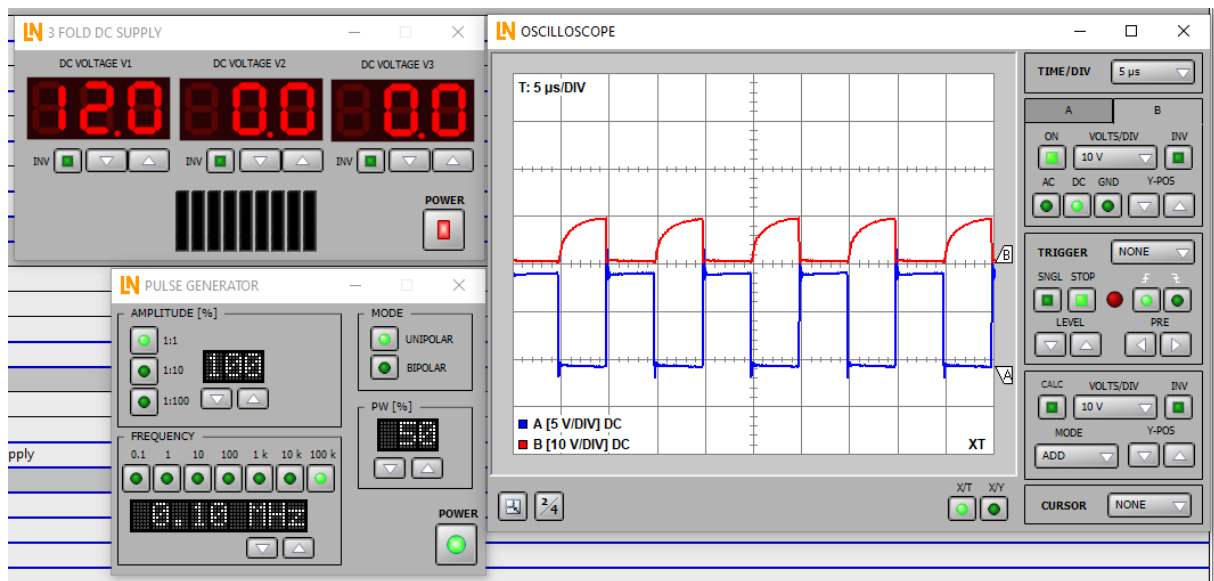 LN 3 FOLD DC SUPPLY
DC VOLTAGE V1 DC VOLTAGE V2 DC VOLTAGE V3
12.0 0.0 0.0
INV INV INV
POWER
LN PULSE GENERATOR
AMPLITUDE [%]
1:1
1:10
1:100
100
MODE
UNIPOLAR
BIPOLAR
PW [%]
50
FREQUENCY
0.1 1 10 100 1 k 10 k 100 k
0.10 MHz
POWER
pply
LN OSCILLOSCOPE
T: 5 µs/DIV
B
A
A [5 V/DIV] DC
B [10 V/DIV] DC
XT
2/4
X/T X/Y
TIME/DIV 5 µs
A B
ON VOLTS/DIV INV
10 V
AC DC GND Y-POS
TRIGGER NONE
SNGL STOP
LEVEL PRE
CALC VOLTS/DIV INV
10 V
MODE Y-POS
ADD
CURSOR NONE